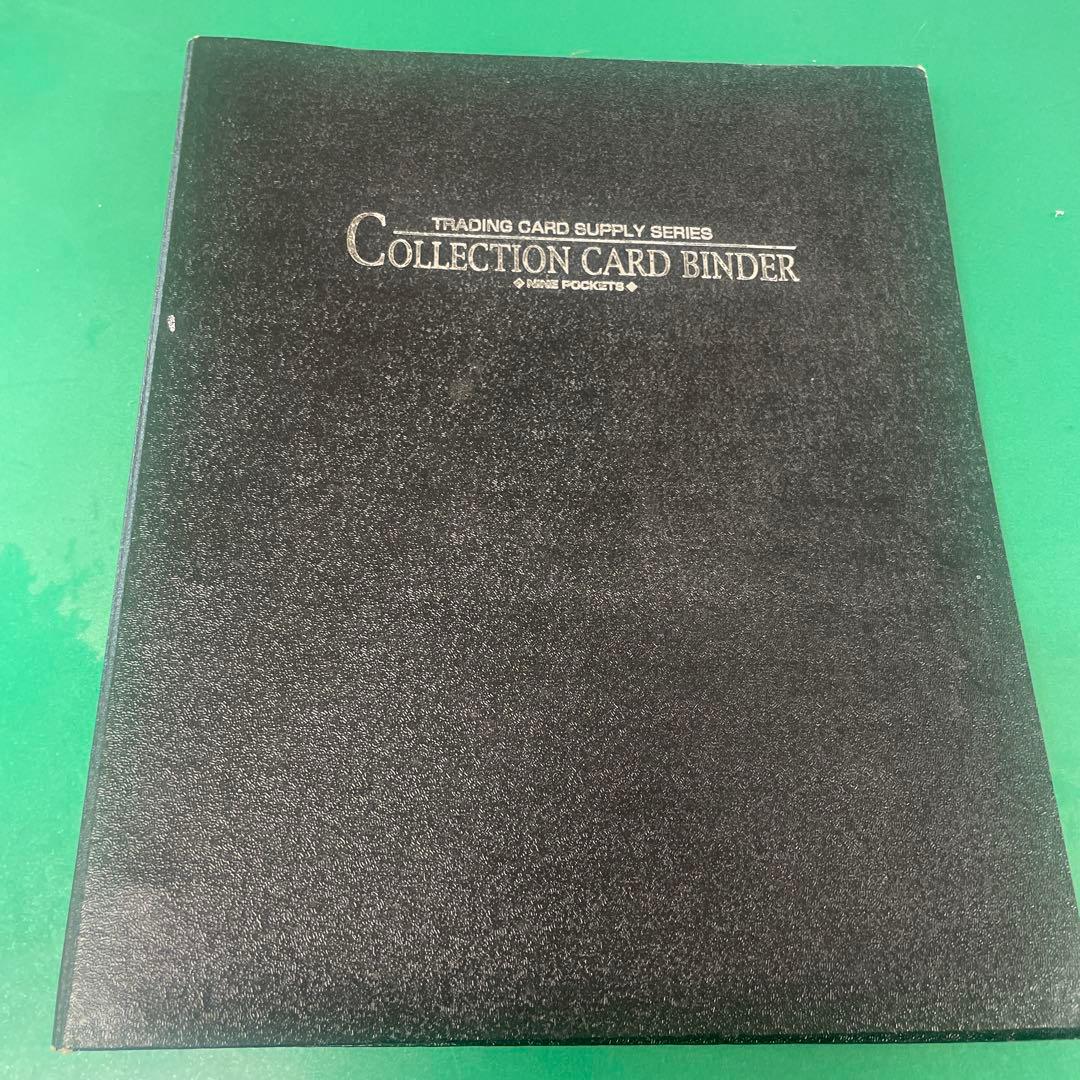 TRADING CARD SUPPLY SERIES
COLLECTION CARD BINDER
◆ NINE POCKETS ◆